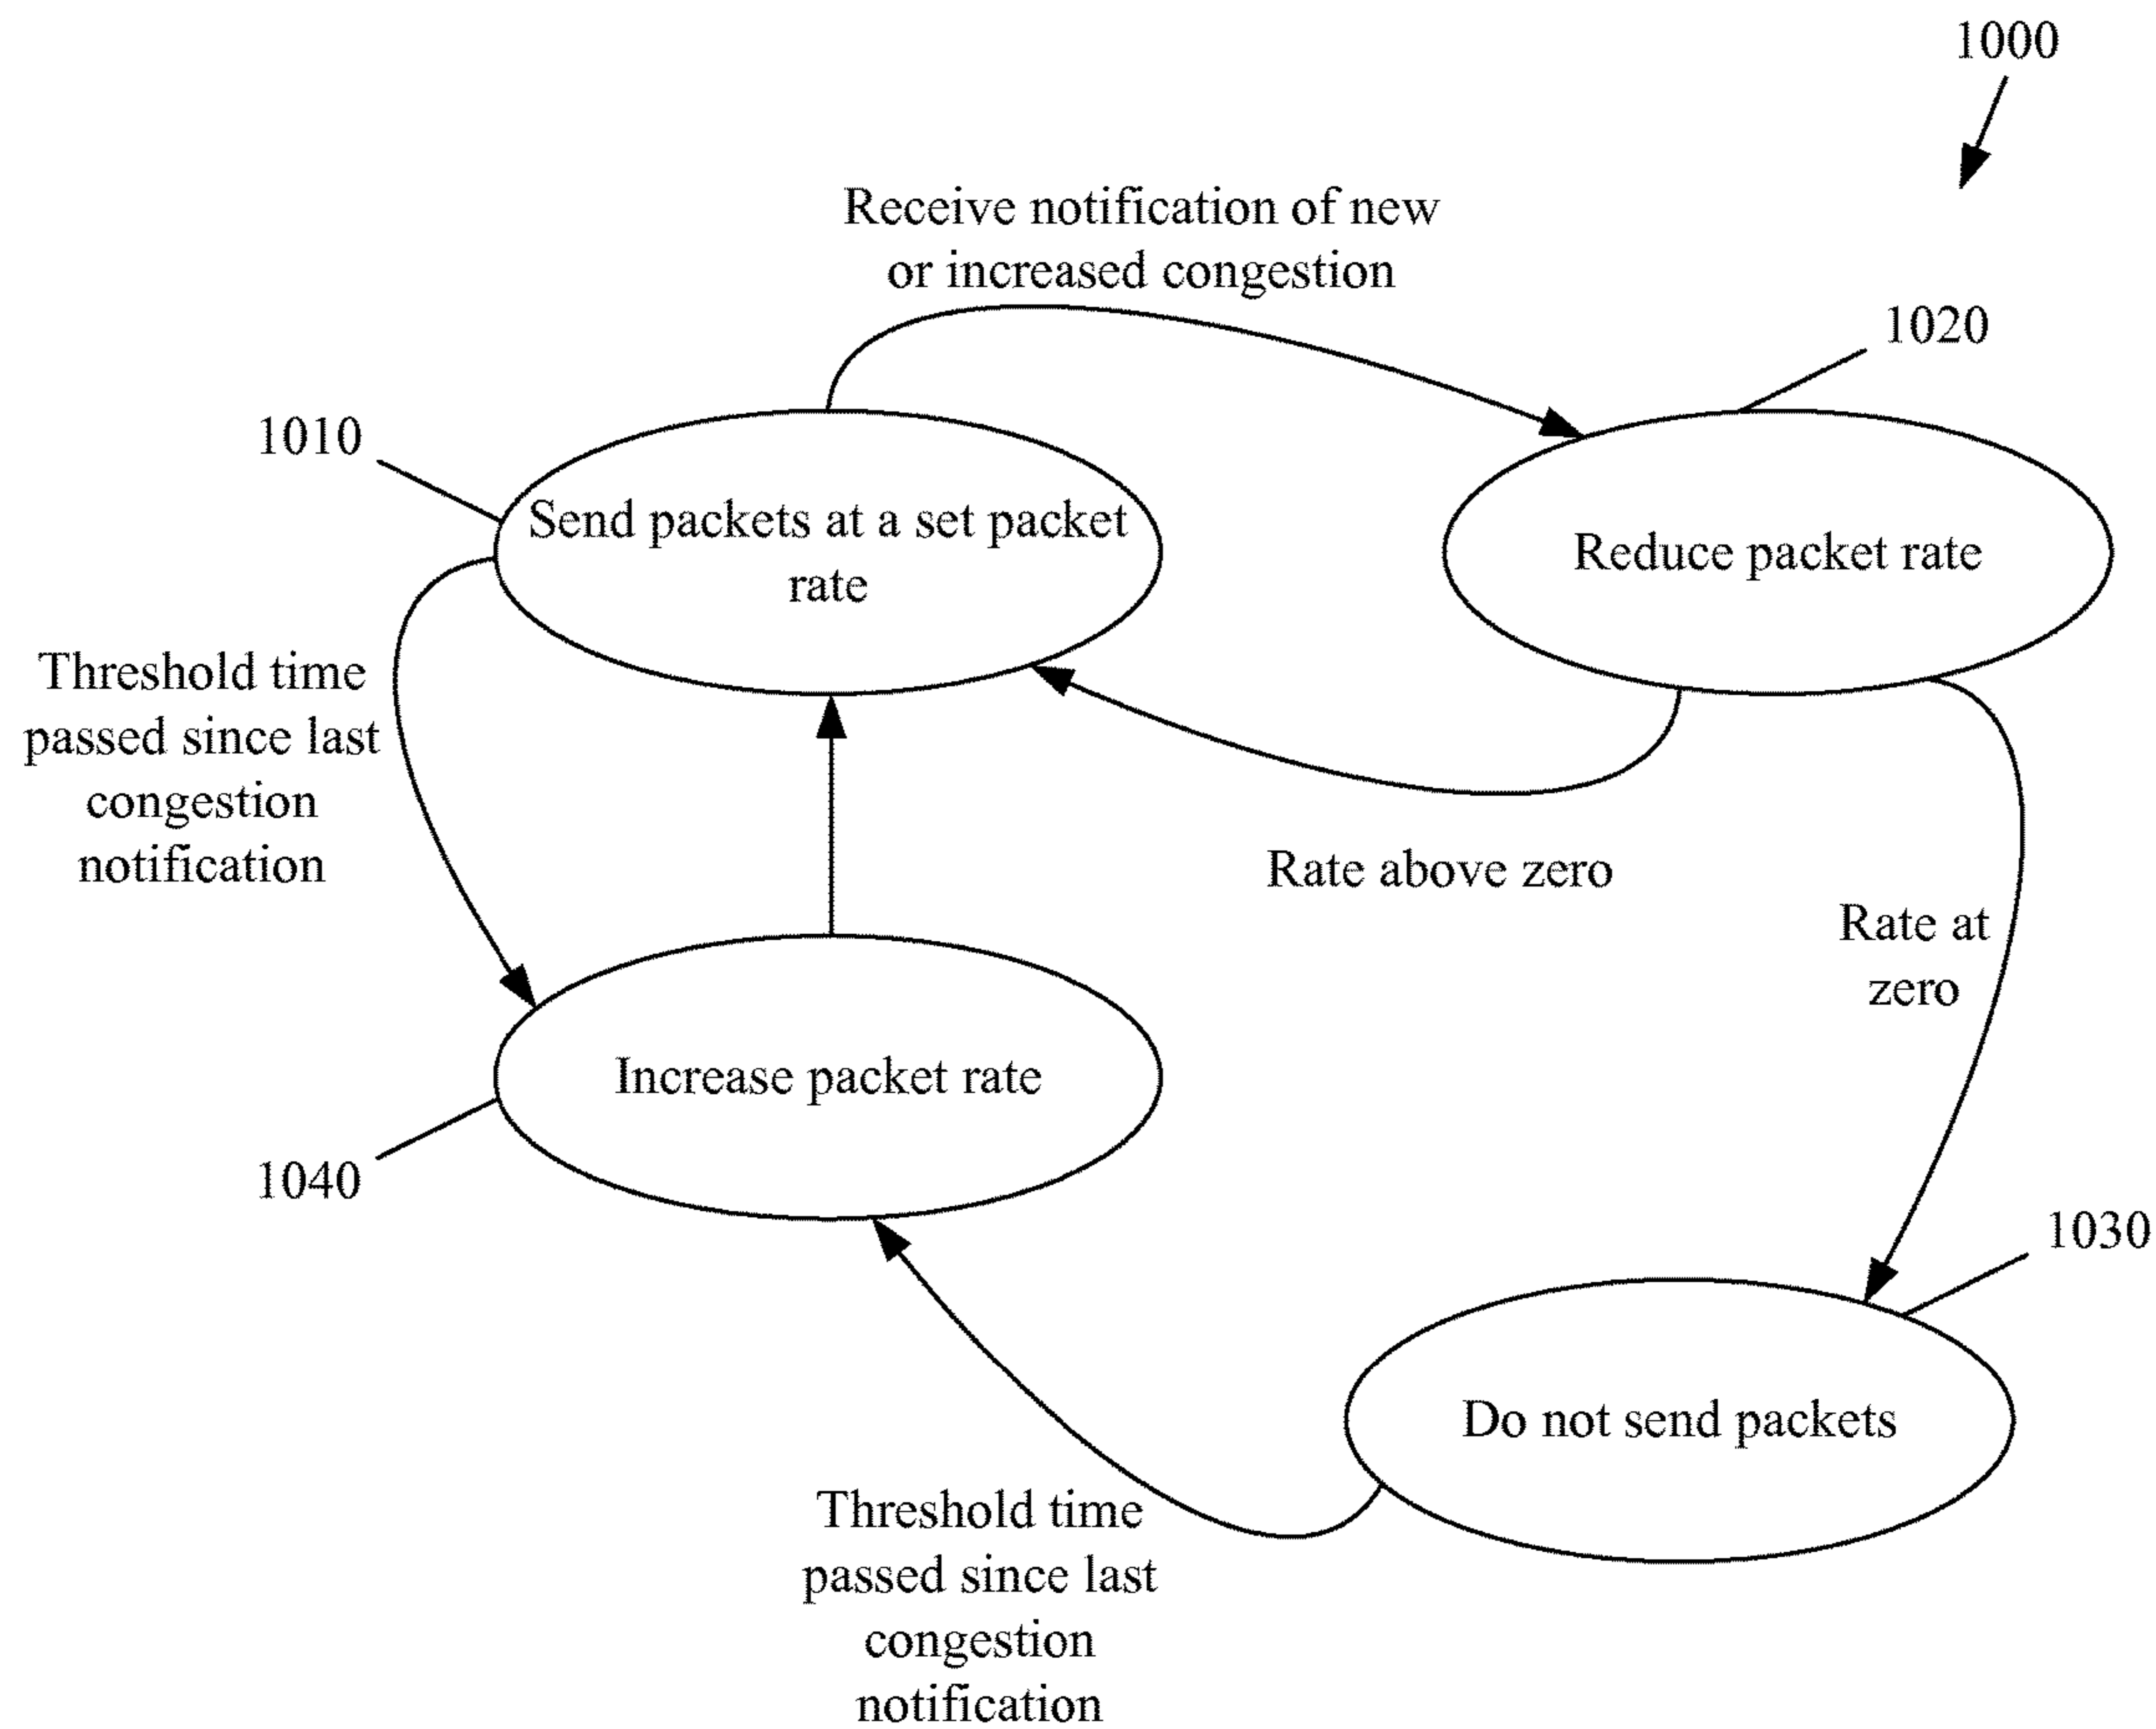 1000
Receive notification of new
or increased congestion
1020
1010
Send packets at a set packet
rate
Reduce packet rate
Threshold time
passed since last
congestion
notification
Rate above zero
Rate at
zero
Increase packet rate
1040
1030
Do not send packets
Threshold time
passed since last
congestion
notification